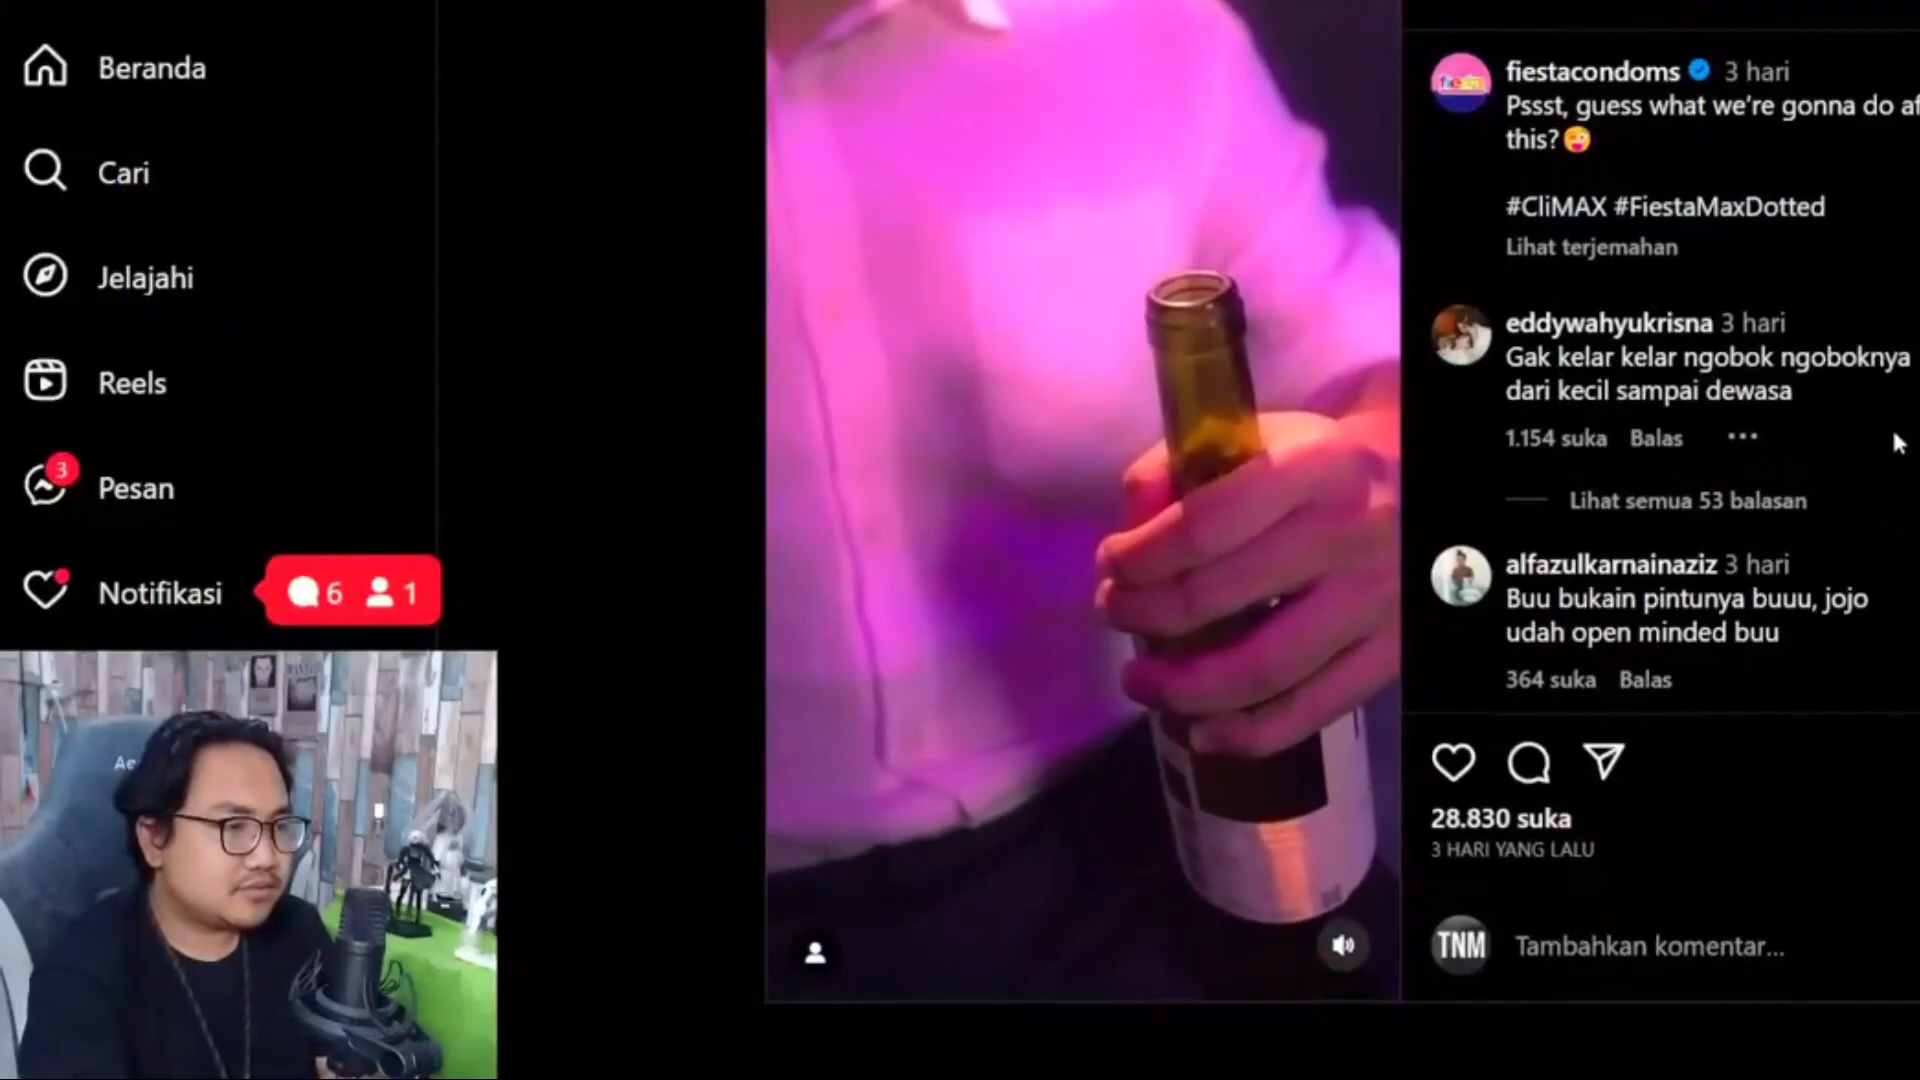 Beranda
Cari
Jelajahi
Reels
3
Pesan
Notifikasi
6 1
Ae
fiestacondoms 3 hari
Pssst, guess what we're gonna do
this?😜
#CliMAX #FiestaMaxDotted
Lihat terjemahan
eddywahyukrisna 3 hari
Gak kelar kelar ngobok ngoboknya
dari kecil sampai dewasa
1.154 suka Balas •••
Lihat semua 53 balasan
alfazulkarnainaziz 3 hari
Buu bukain pintunya buuu, jojo
udah open minded buu
364 suka Balas
28.830 suka
3 HARI YANG LALU
TNM Tambahkan komentar...